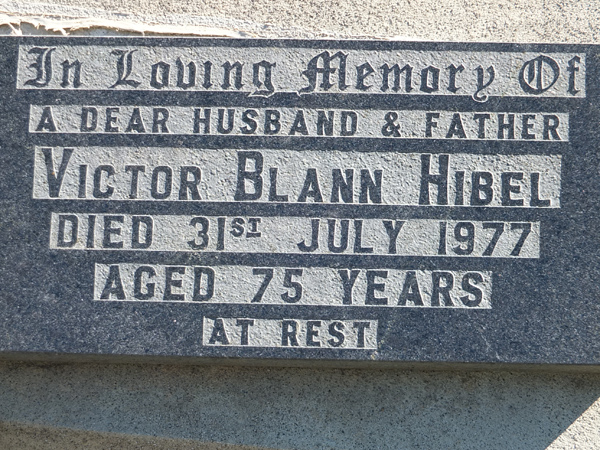 In Loving Memory Of
A DEAR HUSBAND & FATHER
VICTOR BLANN HIBEL
DIED 31ST JULY 1977
AGED 75 YEARS
AT REST